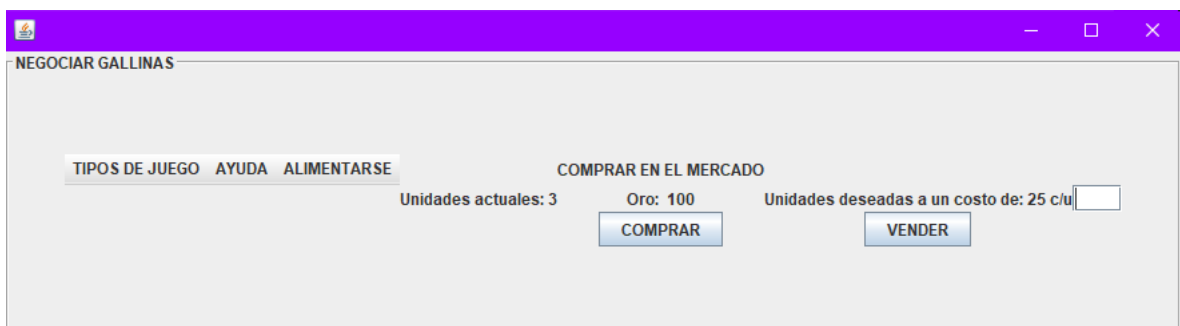 NEGOCIAR GALLINAS
TIPOS DE JUEGO AYUDA ALIMENTARSE
COMPRAR EN EL MERCADO
Unidades actuales: 3 Oro: 100 Unidades deseadas a un costo de: 25 c/u
COMPRAR VENDER